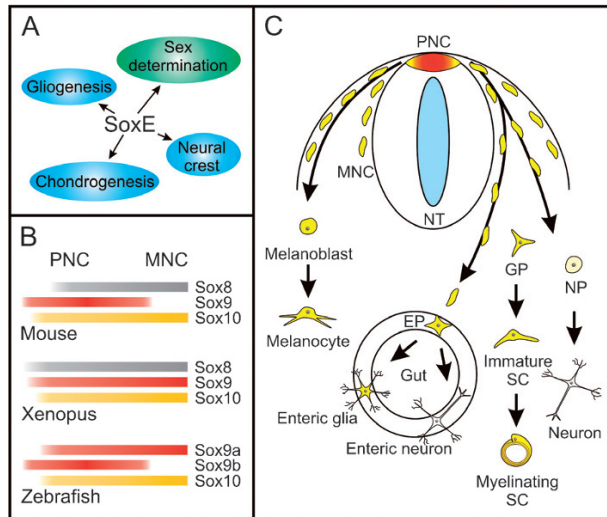 A
Sex
determination
Gliogenesis
SoxE
Neural
crest
Chondrogenesis
B
PNC MNC
Sox8
Sox9
Sox10
Mouse
Sox8
Sox9
Sox10
Xenopus
Sox9a
Sox9b
Sox10
Zebrafish
C
PNC
MNC
NT
Melanoblast
Melanocyte
GP
NP
EP
Gut
Immature
SC
Enteric glia
Enteric neuron
Neuron
Myelinating
SC